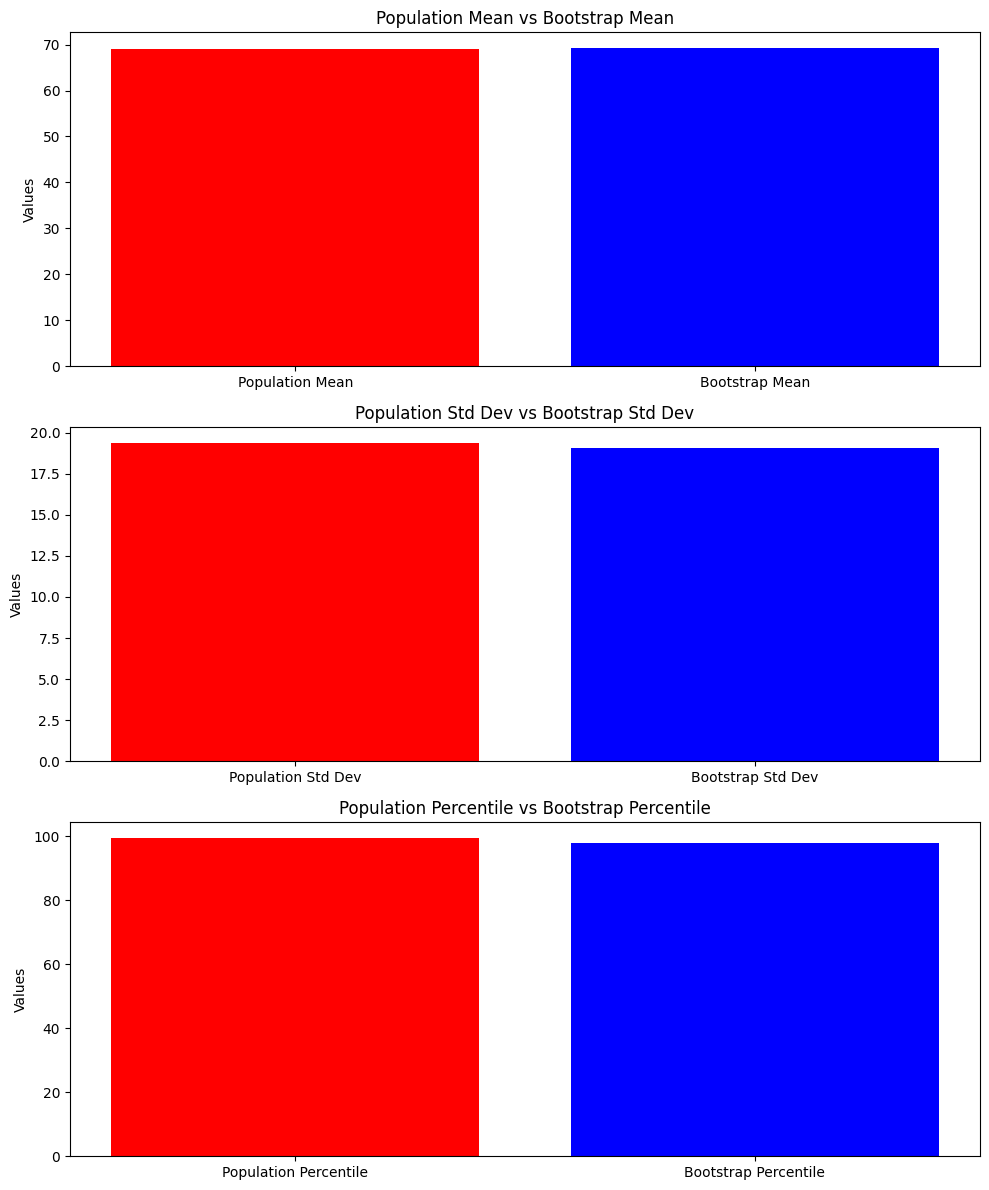 Population Mean vs Bootstrap Mean
70
60
50
40
30
20
10
0
Values
Population Mean Bootstrap Mean
Population Std Dev vs Bootstrap Std Dev
20.0
17.5
15.0
12.5
10.0
7.5
5.0
2.5
0.0
Values
Population Std Dev Bootstrap Std Dev
Population Percentile vs Bootstrap Percentile
100
80
60
40
20
0
Values
Population Percentile Bootstrap Percentile